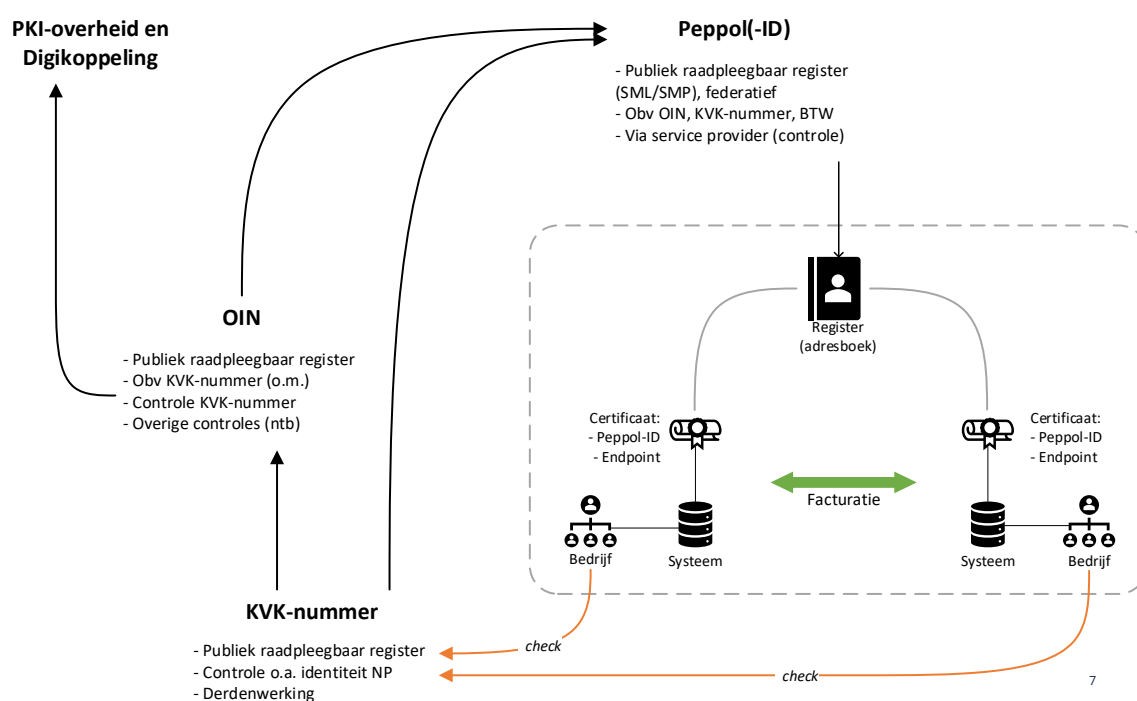 PKI-overheid en
Digikoppeling
Peppol(-ID)
- Publiek raadpleegbaar register
(SML/SMP), federatief
- Obv OIN, KVK-nummer, BTW
- Via service provider (controle)
Register
(adresboek)
OIN
- Publiek raadpleegbaar register
- Obv KVK-nummer (o.m.)
- Controle KVK-nummer
- Overige controles (ntb)
Certificaat:
- Peppol-ID
- Endpoint
Certificaat:
- Peppol-ID
- Endpoint
Facturatie
Bedrijf
Systeem
Systeem
Bedrijf
KVK-nummer
- Publiek raadpleegbaar register
- Controle o.a. identiteit NP
- Derdenwerking
check
check
7